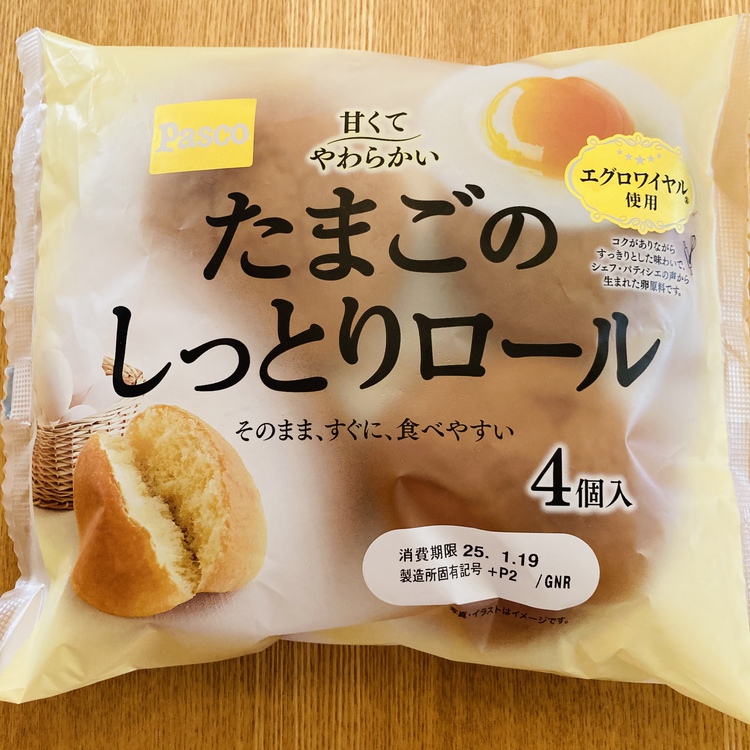 Pasco
甘くて
やわらかい
エグロワイヤル®
使用
コクがありながら
すっきりとした味わいで、
シェフ・パティシエの声から
生まれた卵原料です。
たまごの
しっとりロール
そのまま、すぐに、食べやすい
4個入
消費期限 25. 1.19
製造所固有記号 +P2 /GNR
写真・イラストはイメージです。